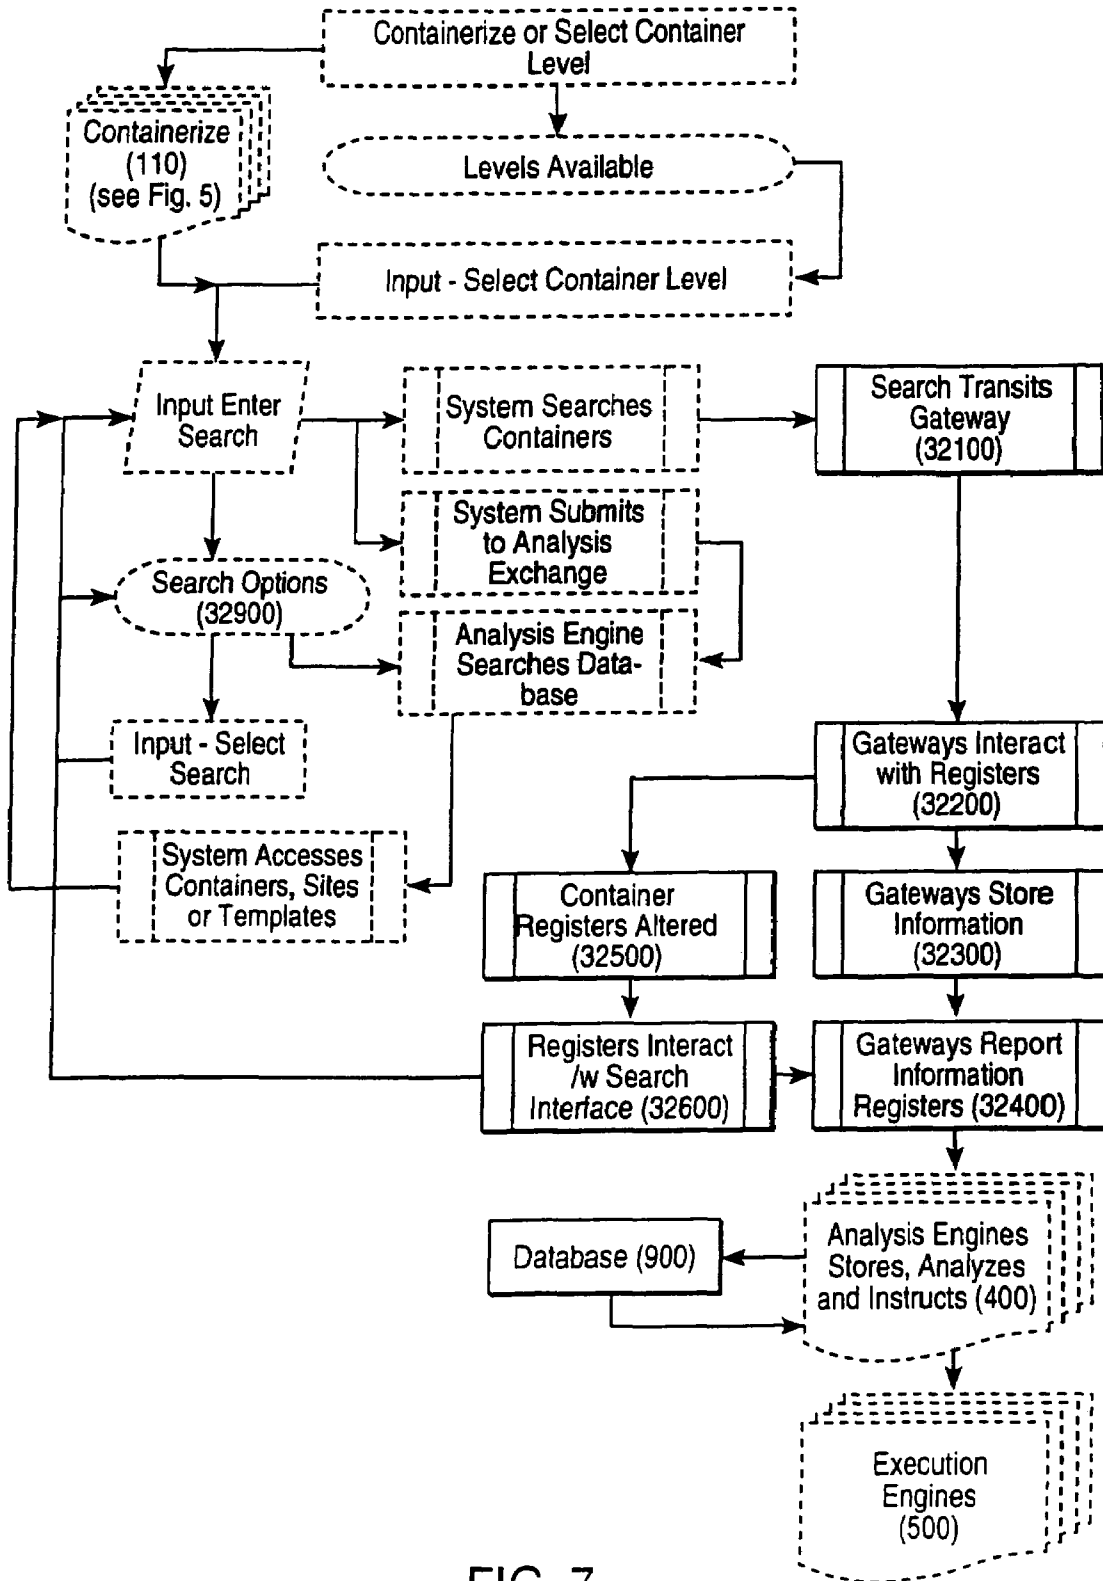 Containerize or Select Container
Level
Containerize
(110)
(see Fig. 5)
Levels Available
Input - Select Container Level
Input Enter
Search
System Searches
Containers
Search Transits
Gateway
(32100)
System Submits
to Analysis
Exchange
Search Options
(32900)
Analysis Engine
Searches Data-
base
Input - Select
Search
Gateways Interact
with Registers
(32200)
System Accesses
Containers, Sites
or Templates
Container
Registers Altered
(32500)
Gateways Store
Information
(32300)
Registers Interact
/w Search
Interface (32600)
Gateways Report
Information
Registers (32400)
Database (900)
Analysis Engines
Stores, Analyzes
and Instructs (400)
Execution
Engines
(500)
FIG. 7